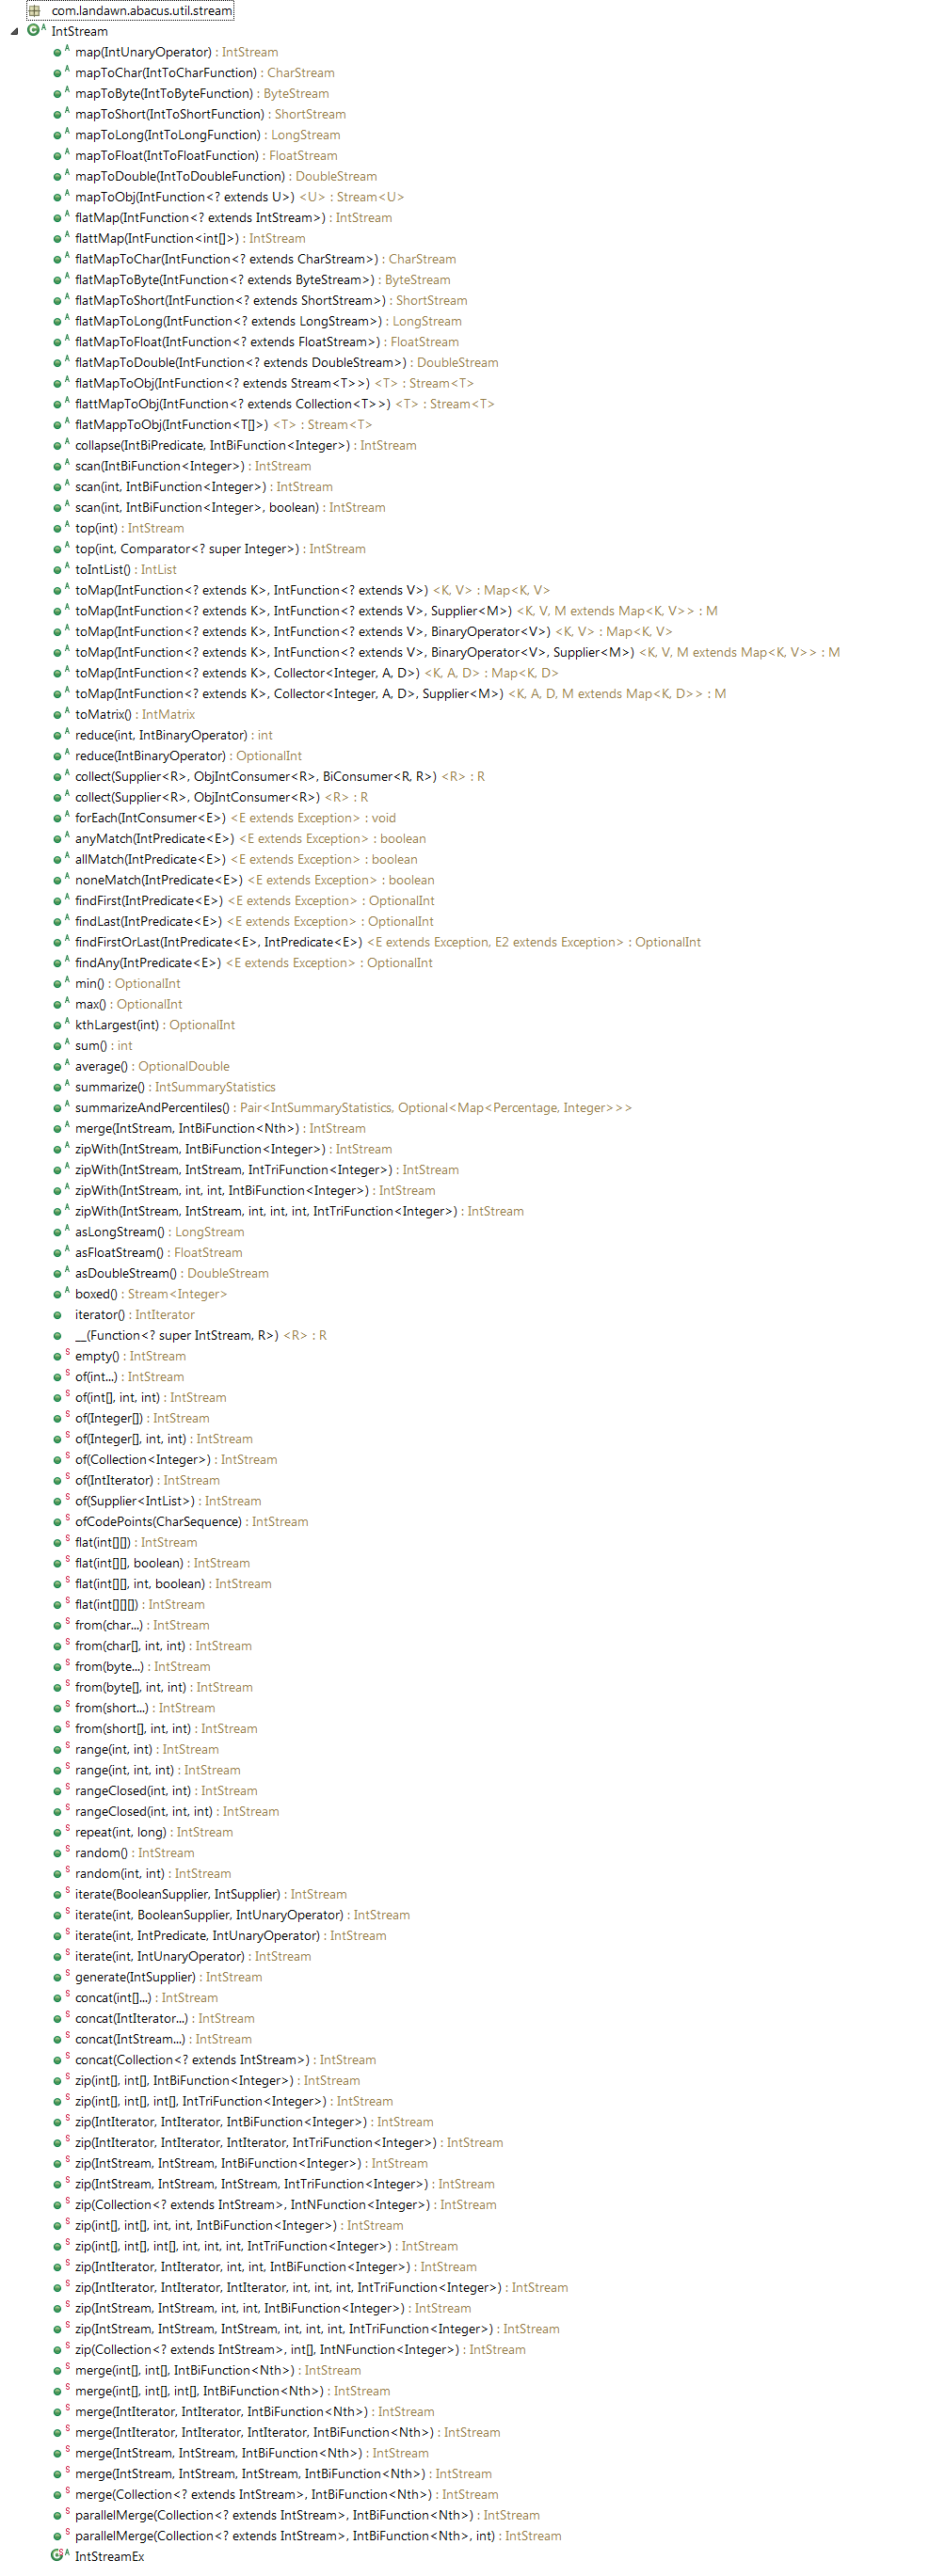 com.landawn.abacus.util.stream
IntStream
map(IntUnaryOperator) : IntStream
mapToChar(IntToCharFunction) : CharStream
mapToByte(IntToByteFunction) : ByteStream
mapToShort(IntToShortFunction) : ShortStream
mapToLong(IntToLongFunction) : LongStream
mapToFloat(IntToFloatFunction) : FloatStream
mapToDouble(IntToDoubleFunction) : DoubleStream
mapToObj(IntFunction<? extends U>) <U> : Stream<U>
flatMap(IntFunction<? extends IntStream>) : IntStream
flattMap(IntFunction<int[]>) : IntStream
flatMapToChar(IntFunction<? extends CharStream>) : CharStream
flatMapToByte(IntFunction<? extends ByteStream>) : ByteStream
flatMapToShort(IntFunction<? extends ShortStream>) : ShortStream
flatMapToLong(IntFunction<? extends LongStream>) : LongStream
flatMapToFloat(IntFunction<? extends FloatStream>) : FloatStream
flatMapToDouble(IntFunction<? extends DoubleStream>) : DoubleStream
flatMapToObj(IntFunction<? extends Stream<T>>) <T> : Stream<T>
flattMapToObj(IntFunction<? extends Collection<T>>) <T> : Stream<T>
flatMappToObj(IntFunction<T[]>) <T> : Stream<T>
collapse(IntBiPredicate, IntBiFunction<Integer>) : IntStream
scan(IntBiFunction<Integer>) : IntStream
scan(int, IntBiFunction<Integer>) : IntStream
scan(int, IntBiFunction<Integer>, boolean) : IntStream
top(int) : IntStream
top(int, Comparator<? super Integer>) : IntStream
toIntList() : IntList
toMap(IntFunction<? extends K>, IntFunction<? extends V>) <K, V> : Map<K, V>
toMap(IntFunction<? extends K>, IntFunction<? extends V>, Supplier<M>) <K, V, M extends Map<K, V>> : M
toMap(IntFunction<? extends K>, IntFunction<? extends V>, BinaryOperator<V>) <K, V> : Map<K, V>
toMap(IntFunction<? extends K>, IntFunction<? extends V>, BinaryOperator<V>, Supplier<M>) <K, V, M extends Map<K, V>> : M
toMap(IntFunction<? extends K>, Collector<Integer, A, D>) <K, A, D> : Map<K, D>
toMap(IntFunction<? extends K>, Collector<Integer, A, D>, Supplier<M>) <K, A, D, M extends Map<K, D>> : M
toMatrix() : IntMatrix
reduce(int, IntBinaryOperator) : int
reduce(IntBinaryOperator) : OptionalInt
collect(Supplier<R>, ObjIntConsumer<R>, BiConsumer<R, R>) <R> : R
collect(Supplier<R>, ObjIntConsumer<R>) <R> : R
forEach(IntConsumer<E>) <E extends Exception> : void
anyMatch(IntPredicate<E>) <E extends Exception> : boolean
allMatch(IntPredicate<E>) <E extends Exception> : boolean
noneMatch(IntPredicate<E>) <E extends Exception> : boolean
findFirst(IntPredicate<E>) <E extends Exception> : OptionalInt
findLast(IntPredicate<E>) <E extends Exception> : OptionalInt
findFirstOrLast(IntPredicate<E>, IntPredicate<E>) <E extends Exception, E2 extends Exception> : OptionalInt
findAny(IntPredicate<E>) <E extends Exception> : OptionalInt
min() : OptionalInt
max() : OptionalInt
kthLargest(int) : OptionalInt
sum() : int
average() : OptionalDouble
summarize() : IntSummaryStatistics
summarizeAndPercentiles() : Pair<IntSummaryStatistics, Optional<Map<Percentage, Integer>>>
merge(IntStream, IntBiFunction<Nth>) : IntStream
zipWith(IntStream, IntBiFunction<Integer>) : IntStream
zipWith(IntStream, IntStream, IntTriFunction<Integer>) : IntStream
zipWith(IntStream, int, int, IntBiFunction<Integer>) : IntStream
zipWith(IntStream, IntStream, int, int, int, IntTriFunction<Integer>) : IntStream
asLongStream() : LongStream
asFloatStream() : FloatStream
asDoubleStream() : DoubleStream
boxed() : Stream<Integer>
iterator() : IntIterator
__(Function<? super IntStream, R>) <R> : R
empty() : IntStream
of(int...) : IntStream
of(int[], int, int) : IntStream
of(Integer[]) : IntStream
of(Integer[], int, int) : IntStream
of(Collection<Integer>) : IntStream
of(IntIterator) : IntStream
of(Supplier<IntList>) : IntStream
ofCodePoints(CharSequence) : IntStream
flat(int[][]) : IntStream
flat(int[][], boolean) : IntStream
flat(int[][], int, boolean) : IntStream
flat(int[][][]) : IntStream
from(char...) : IntStream
from(char[], int, int) : IntStream
from(byte...) : IntStream
from(byte[], int, int) : IntStream
from(short...) : IntStream
from(short[], int, int) : IntStream
range(int, int) : IntStream
range(int, int, int) : IntStream
rangeClosed(int, int) : IntStream
rangeClosed(int, int, int) : IntStream
repeat(int, long) : IntStream
random() : IntStream
random(int, int) : IntStream
iterate(BooleanSupplier, IntSupplier) : IntStream
iterate(int, BooleanSupplier, IntUnaryOperator) : IntStream
iterate(int, IntPredicate, IntUnaryOperator) : IntStream
iterate(int, IntUnaryOperator) : IntStream
generate(IntSupplier) : IntStream
concat(int[]...) : IntStream
concat(IntIterator...) : IntStream
concat(IntStream...) : IntStream
concat(Collection<? extends IntStream>) : IntStream
zip(int[], int[], IntBiFunction<Integer>) : IntStream
zip(int[], int[], int[], IntTriFunction<Integer>) : IntStream
zip(IntIterator, IntIterator, IntBiFunction<Integer>) : IntStream
zip(IntIterator, IntIterator, IntIterator, IntTriFunction<Integer>) : IntStream
zip(IntStream, IntStream, IntBiFunction<Integer>) : IntStream
zip(IntStream, IntStream, IntStream, IntTriFunction<Integer>) : IntStream
zip(Collection<? extends IntStream>, IntNFunction<Integer>) : IntStream
zip(int[], int[], int, int, IntBiFunction<Integer>) : IntStream
zip(int[], int[], int[], int, int, int, IntTriFunction<Integer>) : IntStream
zip(IntIterator, IntIterator, int, int, IntBiFunction<Integer>) : IntStream
zip(IntIterator, IntIterator, IntIterator, int, int, int, IntTriFunction<Integer>) : IntStream
zip(IntStream, IntStream, int, int, IntBiFunction<Integer>) : IntStream
zip(IntStream, IntStream, IntStream, int, int, int, IntTriFunction<Integer>) : IntStream
zip(Collection<? extends IntStream>, int[], IntNFunction<Integer>) : IntStream
merge(int[], int[], IntBiFunction<Nth>) : IntStream
merge(int[], int[], int[], IntBiFunction<Nth>) : IntStream
merge(IntIterator, IntIterator, IntBiFunction<Nth>) : IntStream
merge(IntIterator, IntIterator, IntIterator, IntBiFunction<Nth>) : IntStream
merge(IntStream, IntStream, IntBiFunction<Nth>) : IntStream
merge(IntStream, IntStream, IntStream, IntBiFunction<Nth>) : IntStream
merge(Collection<? extends IntStream>, IntBiFunction<Nth>) : IntStream
parallelMerge(Collection<? extends IntStream>, IntBiFunction<Nth>) : IntStream
parallelMerge(Collection<? extends IntStream>, IntBiFunction<Nth>, int) : IntStream
IntStreamEx